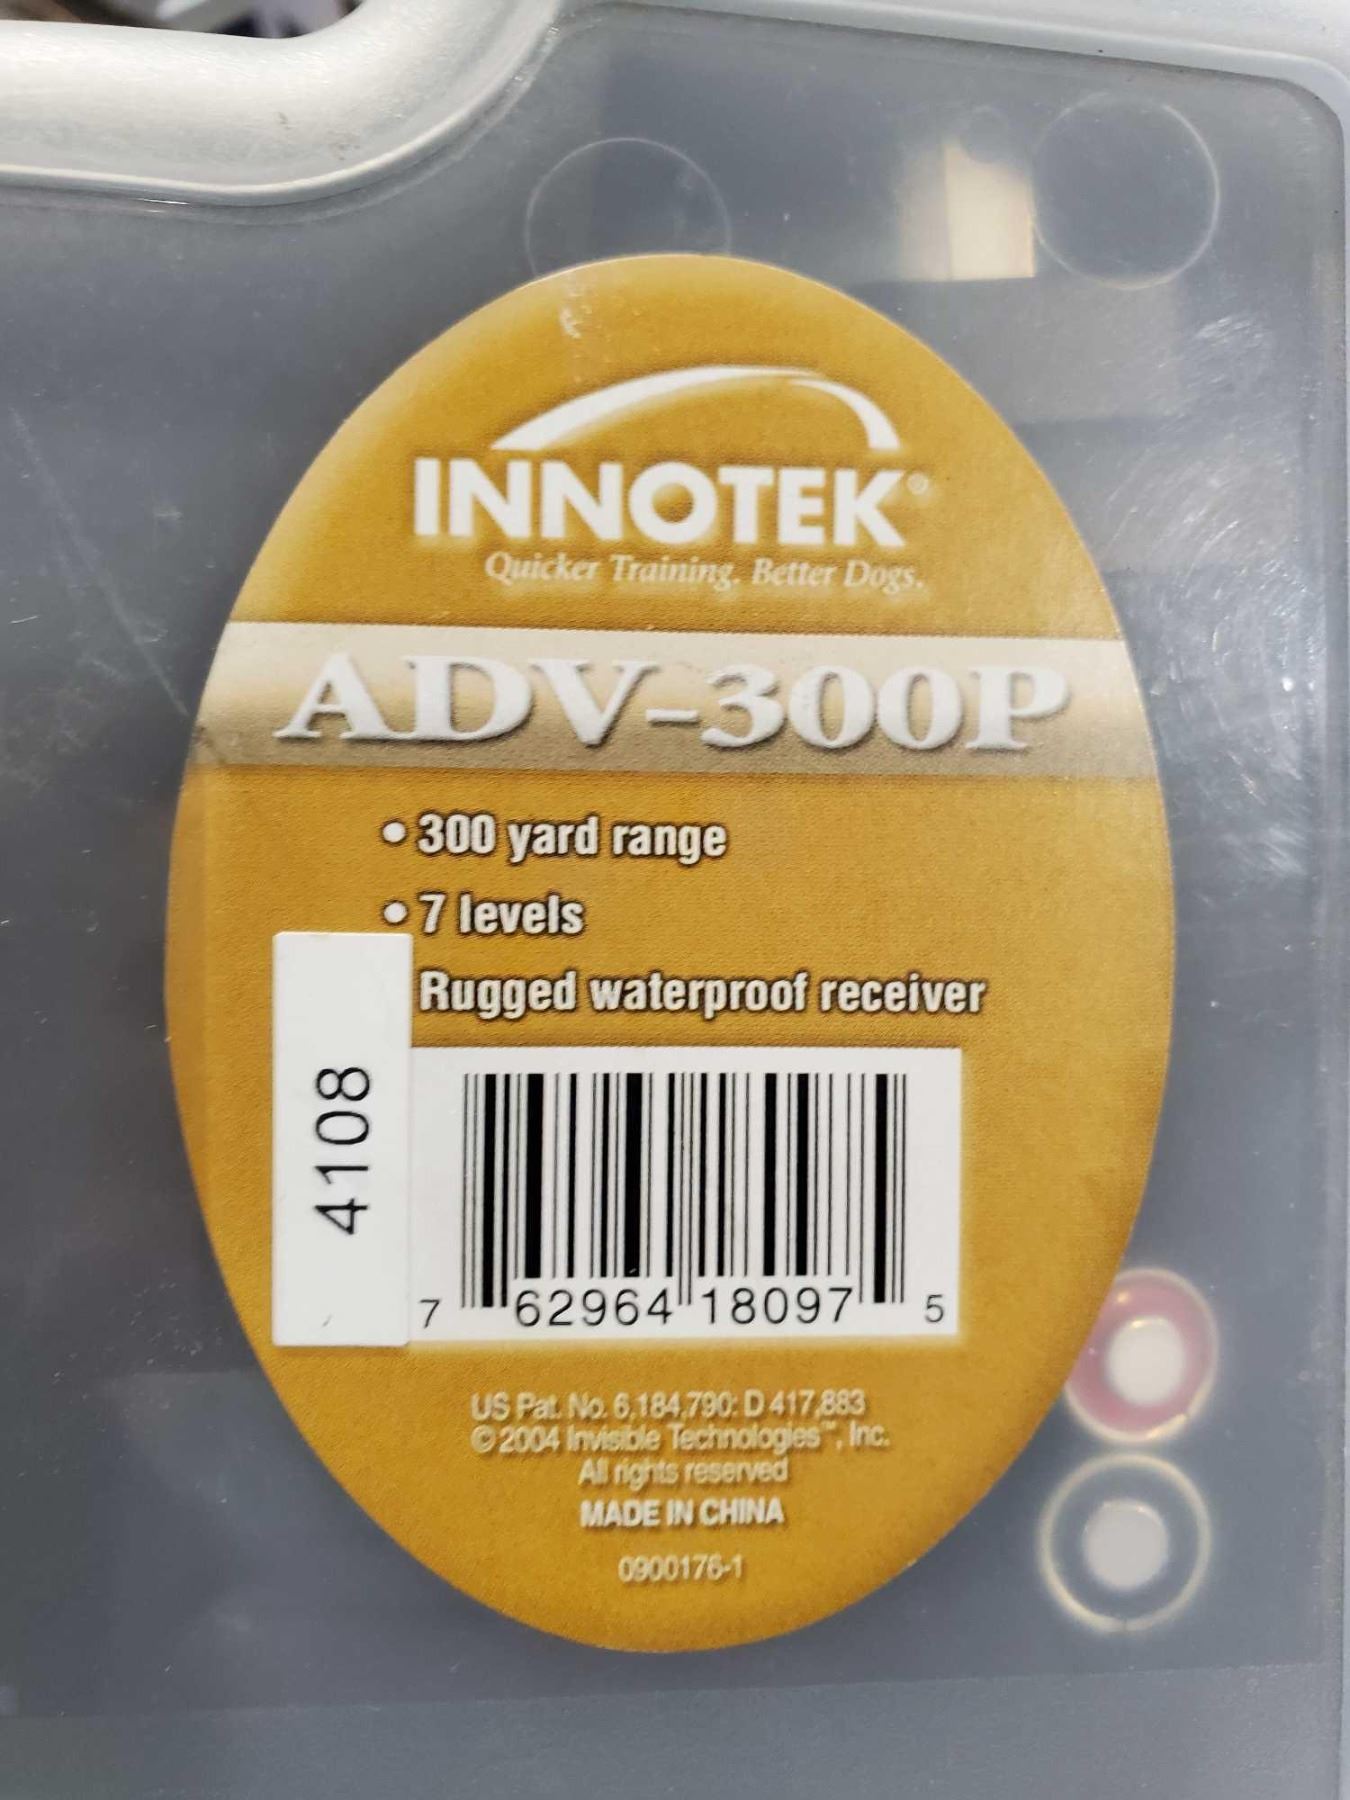 INNOTEK®
Quicker Training. Better Dogs.
ADV-300P
• 300 yard range
• 7 levels
Rugged waterproof receiver
4108
7 62964 18097 5
US Pat. No. 6,184,790: D 417,883
© 2004 Invisible Technologies™, Inc.
All rights reserved
MADE IN CHINA
0900176-1